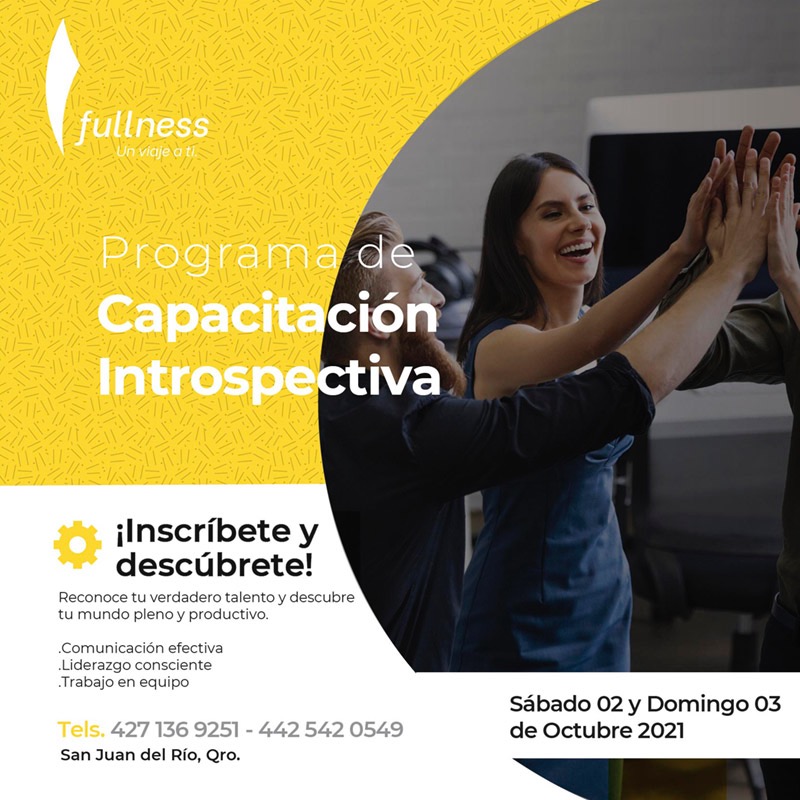 fullness
Un viaje a ti.
Programa de
Capacitación
Introspectiva
¡Inscríbete y
descúbrete!
Reconoce tu verdadero talento y descubre
tu mundo pleno y productivo.
.Comunicación efectiva
.Liderazgo consciente
.Trabajo en equipo
Tels. 427 136 9251 - 442 542 0549
San Juan del Río, Qro.
Sábado 02 y Domingo 03
de Octubre 2021